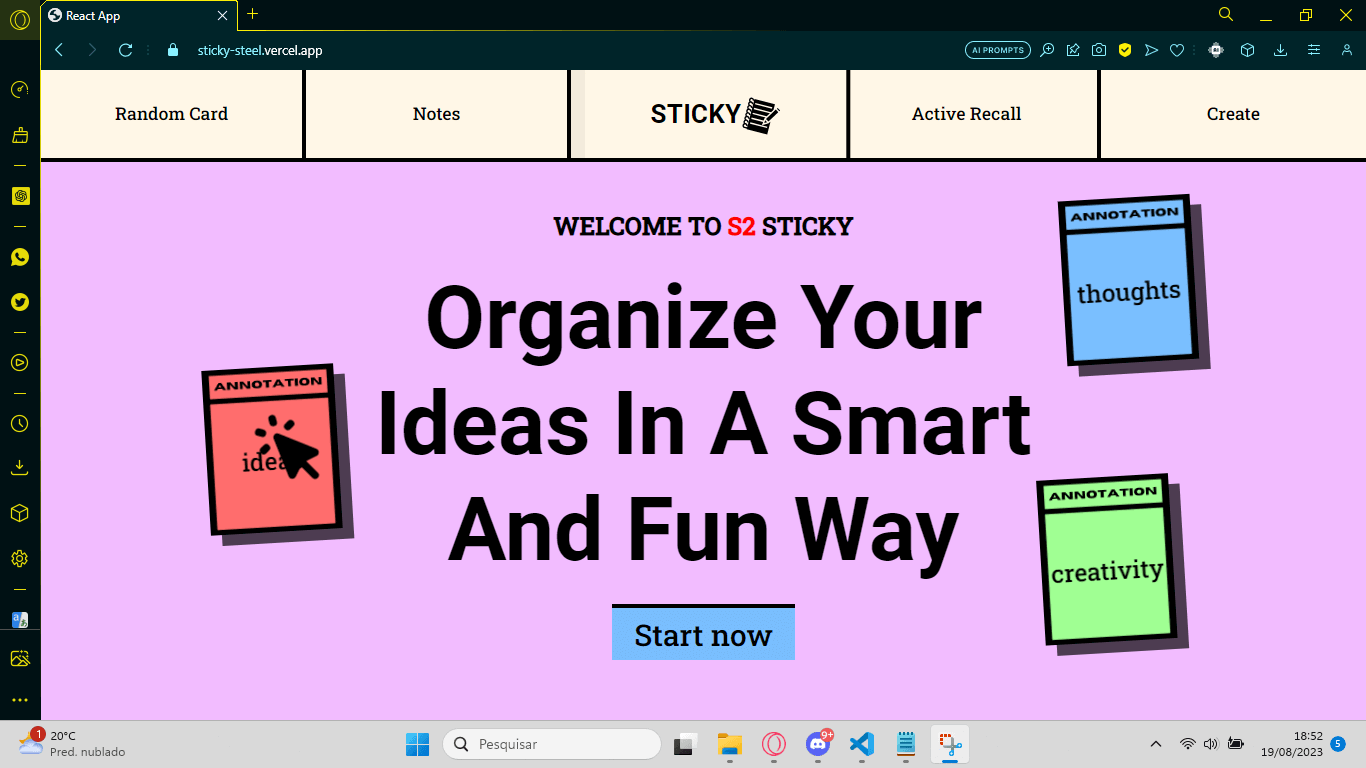 React App
sticky-steel.vercel.app
AI PROMPTS
Random Card
Notes
STICKY
Active Recall
Create
WELCOME TO S2 STICKY
Organize Your
Ideas In A Smart
And Fun Way
Start now
ANNOTATION
thoughts
ANNOTATION
ANNOTATION
creativity
1
20°C
Pred. nublado
Pesquisar
9+
18:52
19/08/2023
5